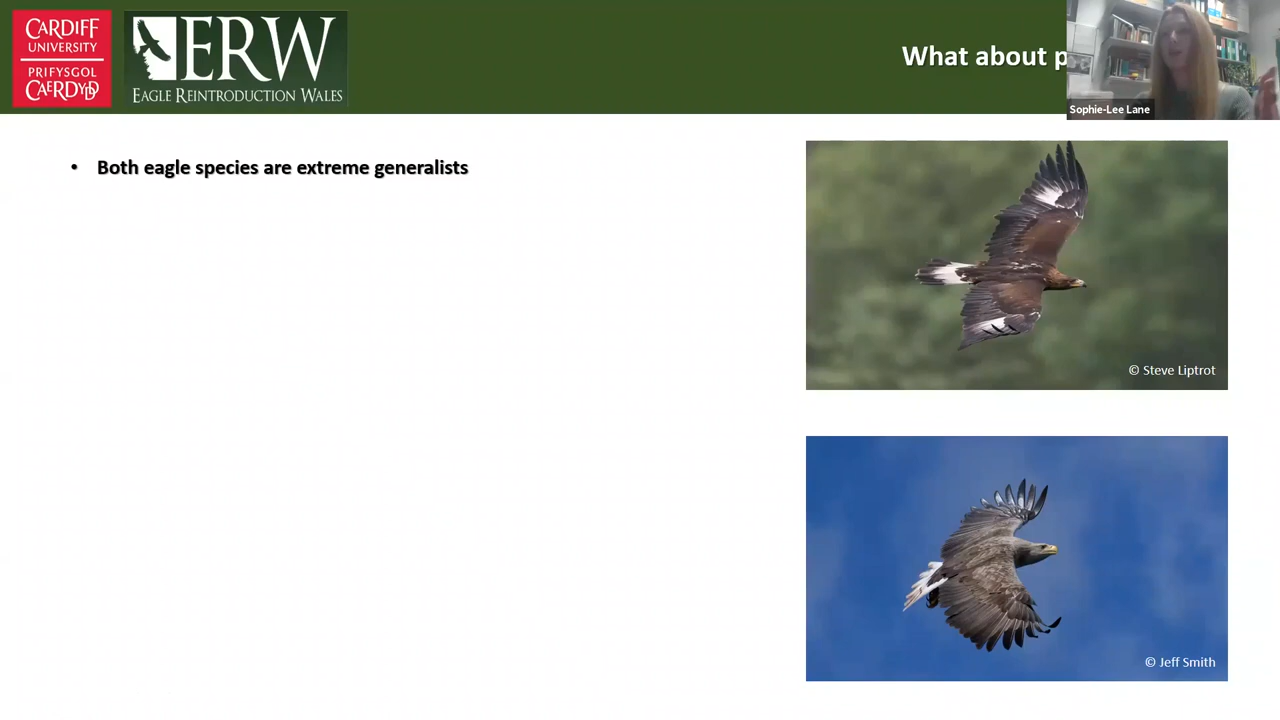 CARDIFF
UNIVERSITY
PRIFYSGOL
CAERDYDD
ERW
EAGLE REINTRODUCTION WALES
What about p
Sophie-Lee Lane
• Both eagle species are extreme generalists
© Steve Liptrot
© Jeff Smith